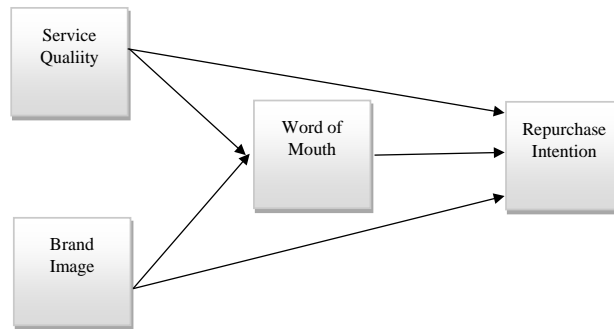 Service
Qualiity
Word of
Mouth
Repurchase
Intention
Brand
Image